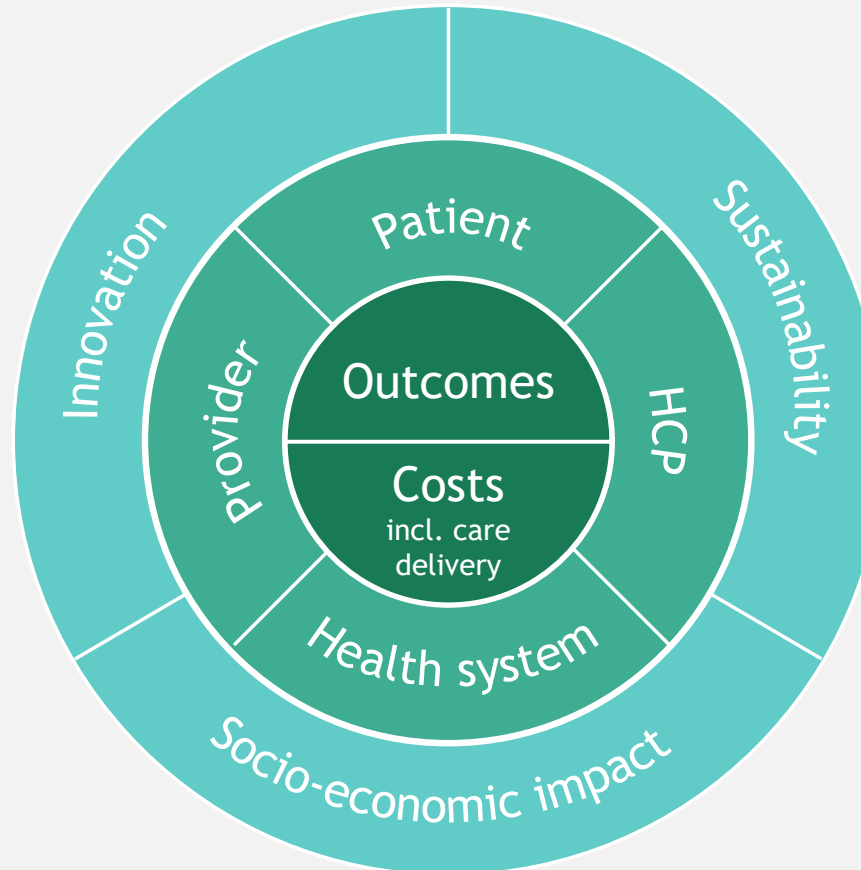 Innovation
Sustainability
Patient
Provider
HCP
Outcomes
Costs
incl. care
delivery
Health system
Socio-economic impact